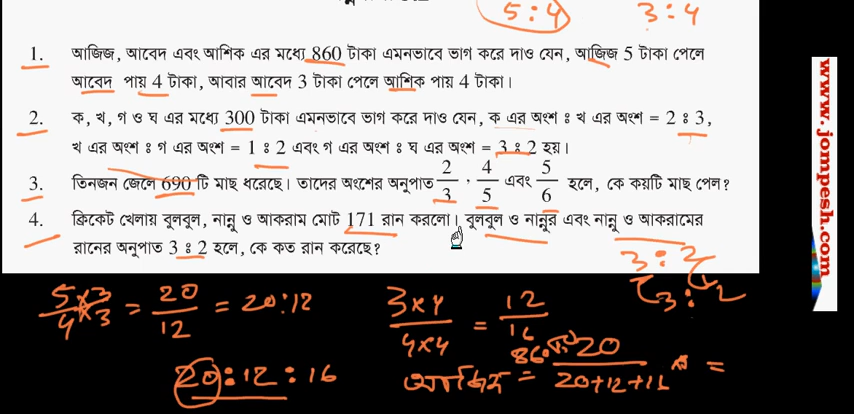 5 : 4 3 : 4
1. আজিজ, আবেদ এবং আশিক এর মধ্যে 860 টাকা এমনভাবে ভাগ করে দাও যেন, আজিজ 5 টাকা পেলে
আবেদ পায় 4 টাকা, আবার আবেদ 3 টাকা পেলে আশিক পায় 4 টাকা।
2. ক, খ, গ ও ঘ এর মধ্যে 300 টাকা এমনভাবে ভাগ করে দাও যেন, ক এর অংশ ঃ খ এর অংশ = 2 ঃ 3,
খ এর অংশ ঃ গ এর অংশ = 1 ঃ 2 এবং গ এর অংশ ঃ ঘ এর অংশ = 3 ঃ 2 হয়।
3. তিনজন জেলে 690 টি মাছ ধরেছে। তাদের অংশের অনুপাত 2/3, 4/5 এবং 5/6 হলে, কে কয়টি মাছ পেল?
4. ক্রিকেট খেলায় বুলবুল, নান্নু ও আকরাম মোট 171 রান করলো। বুলবুল ও নান্নুর এবং নান্নু ও আকরামের
রানের অনুপাত 3 ঃ 2 হলে, কে কত রান করেছে?
3 : 2
3 : 2
5×3/4×3 = 20/12 = 20:12 3×4/4×4 = 12/16
20:12:16 = 20/20+12+16 =
www.jompesh.com